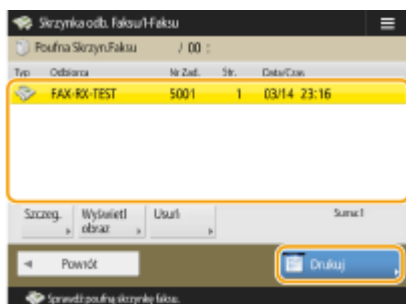 Skrzynka odb. Faksu/I-Faksu
Poufna Skrzyn.Faksu / 00 :
Typ Odbiorca Nr Zad. Str. Data/Czas
FAX-RX-TEST 5001 1 03/14 23:16
Szczeg. Wyświetl obraz Usuń Suma:1
Powrót Drukuj
Sprawdź poufną skrzynkę faksu.